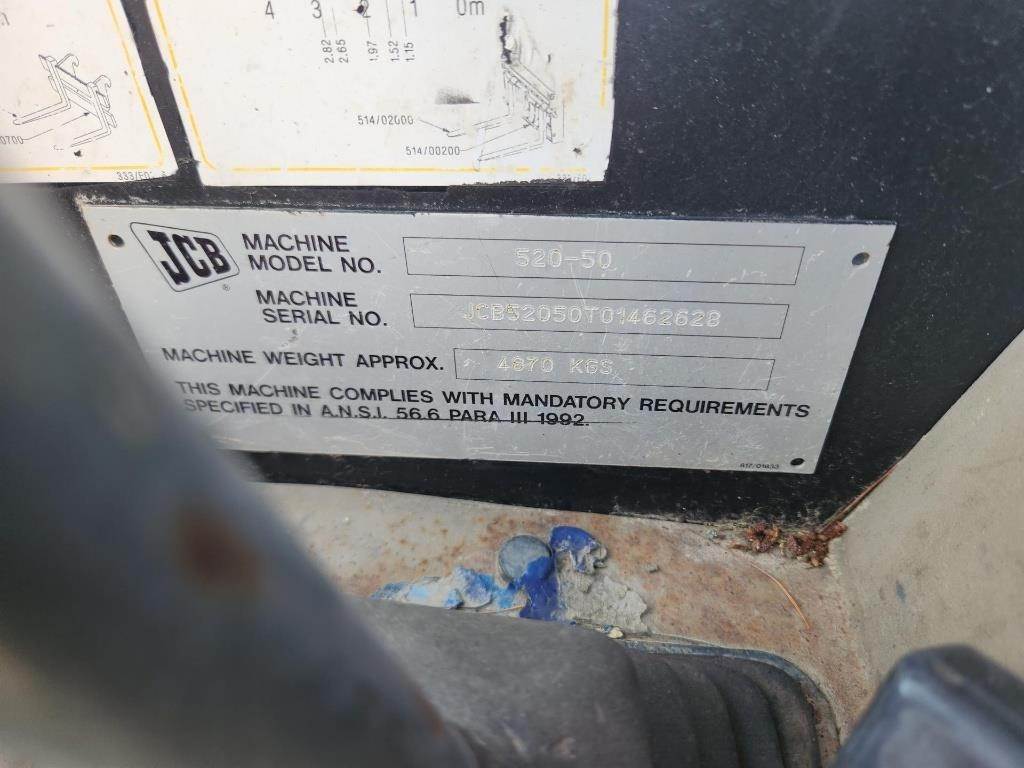 4 3 2 1 0m
2.82
2.65
1.97
1.52
1.15
514/02000
514/00200
0700
JCB
MACHINE
MODEL NO. 520-50
MACHINE
SERIAL NO. JCB52050T01462628
MACHINE WEIGHT APPROX. 4870 KGS
THIS MACHINE COMPLIES WITH MANDATORY REQUIREMENTS
SPECIFIED IN A.N.S.I. 56.6 PARA III 1992.